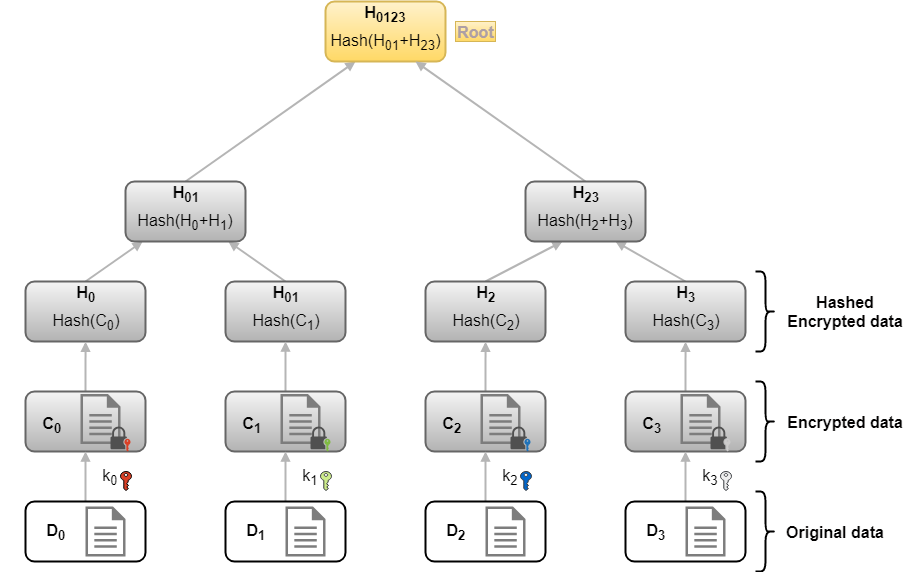 H0123
Hash(H01+H23)
Root
H01
Hash(H0+H1)
H23
Hash(H2+H3)
H0
Hash(C0)
H01
Hash(C1)
H2
Hash(C2)
H3
Hash(C3)
Hashed
Encrypted data
C0
C1
C2
C3
Encrypted data
k0
k1
k2
k3
D0
D1
D2
D3
Original data